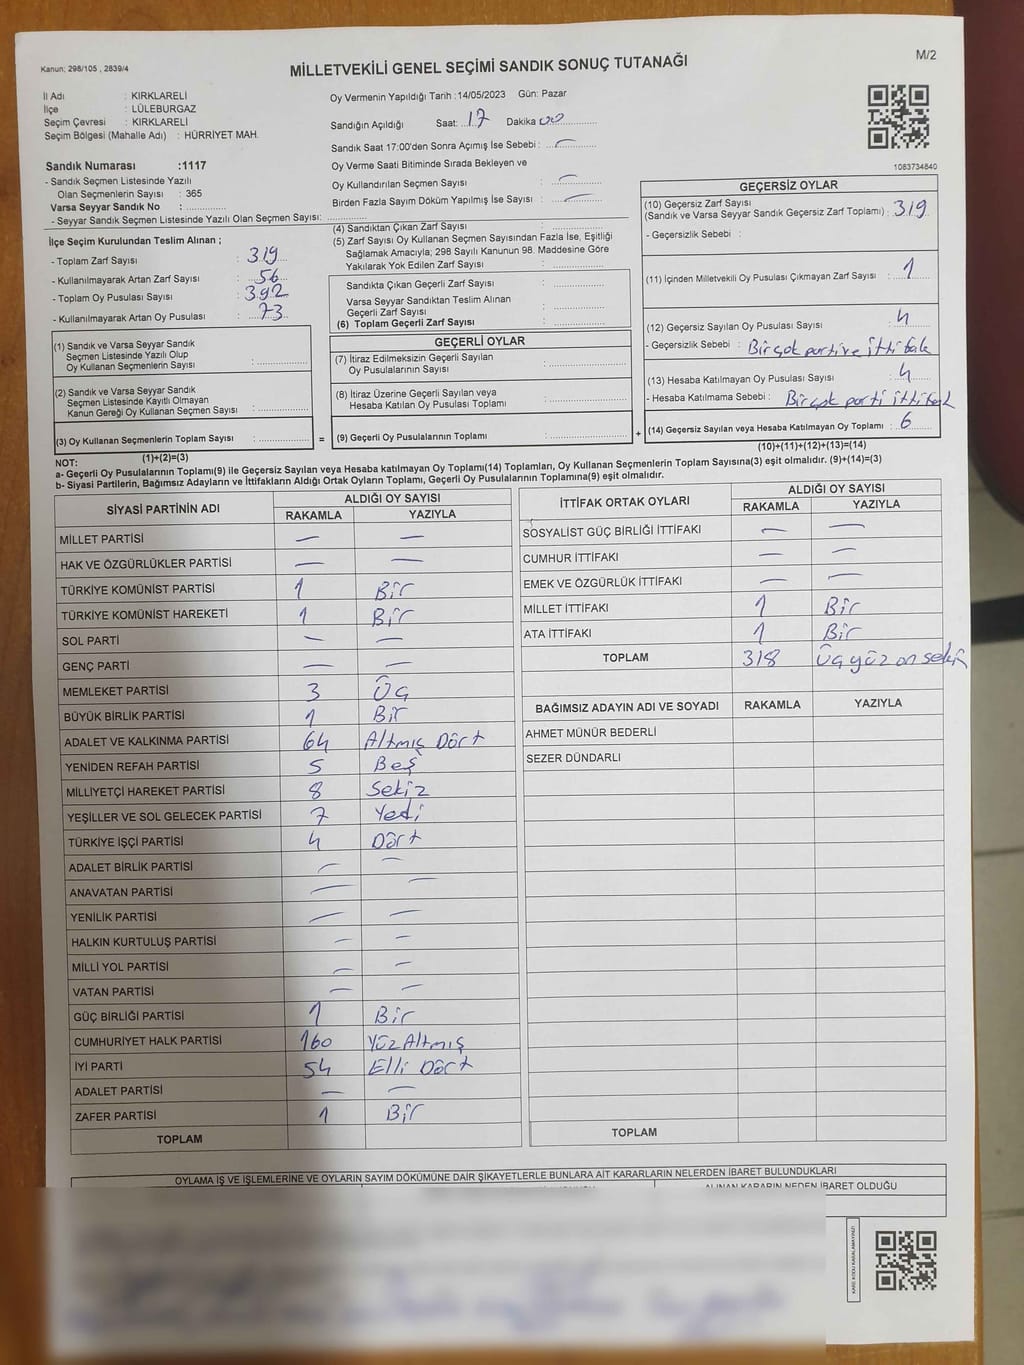 Kanun: 298/105 , 2839/4
M/2
MİLLETVEKİLİ GENEL SEÇİMİ SANDIK SONUÇ TUTANAĞI
İl Adı : KIRKLARELİ
İlçe : LÜLEBURGAZ
Seçim Çevresi : KIRKLARELİ
Seçim Bölgesi (Mahalle Adı) : HÜRRİYET MAH.
Sandık Numarası :1117
- Sandık Seçmen Listesinde Yazılı
Olan Seçmenlerin Sayısı : 365
Varsa Seyyar Sandık No :
- Seyyar Sandık Seçmen Listesinde Yazılı Olan Seçmen Sayısı:
Oy Vermenin Yapıldığı Tarih :14/05/2023 Gün: Pazar
Sandığın Açıldığı Saat: 17 Dakika 00
Sandık Saat 17:00'den Sonra Açımış İse Sebebi : —
Oy Verme Saati Bitiminde Sırada Bekleyen ve
Oy Kullandırılan Seçmen Sayısı : —
Birden Fazla Sayım Döküm Yapılmış İse Sayısı : —
1083734840
İlçe Seçim Kurulundan Teslim Alınan ;
- Toplam Zarf Sayısı : 319
- Kullanılmayarak Artan Zarf Sayısı : 56
- Toplam Oy Pusulası Sayısı : 392
- Kullanılmayarak Artan Oy Pusulası : 73
(1) Sandık ve Varsa Seyyar Sandık
Seçmen Listesinde Yazılı Olup
Oy Kullanan Seçmenlerin Sayısı :
(2) Sandık ve Varsa Seyyar Sandık
Seçmen Listesinde Kayıtlı Olmayan
Kanun Gereği Oy Kullanan Seçmen Sayısı :
(3) Oy Kullanan Seçmenlerin Toplam Sayısı : =
(1)+(2)=(3)
(4) Sandıktan Çıkan Zarf Sayısı :
(5) Zarf Sayısı Oy Kullanan Seçmen Sayısından Fazla İse, Eşitliği
Sağlamak Amacıyla; 298 Sayılı Kanunun 98. Maddesine Göre
Yakılarak Yok Edilen Zarf Sayısı :
Sandıkta Çıkan Geçerli Zarf Sayısı :
Varsa Seyyar Sandıktan Teslim Alınan
Geçerli Zarf Sayısı :
(6) Toplam Geçerli Zarf Sayısı :
GEÇERLİ OYLAR
(7) İtiraz Edilmeksizin Geçerli Sayılan
Oy Pusulalarının Sayısı :
(8) İtiraz Üzerine Geçerli Sayılan veya
Hesaba Katılan Oy Pusulası Toplamı :
(9) Geçerli Oy Pusulalarının Toplamı : +
GEÇERSİZ OYLAR
(10) Geçersiz Zarf Sayısı
(Sandık ve Varsa Seyyar Sandık Geçersiz Zarf Toplamı) : 319
- Geçersizlik Sebebi :
(11) İçinden Milletvekili Oy Pusulası Çıkmayan Zarf Sayısı : 1
(12) Geçersiz Sayılan Oy Pusulası Sayısı : 4
- Geçersizlik Sebebi : Birçok parti ve ittifak
(13) Hesaba Katılmayan Oy Pusulası Sayısı : 4
- Hesaba Katılmama Sebebi : Birçok parti ittifak
(14) Geçersiz Sayılan veya Hesaba Katılmayan Oy Toplamı : 6
(10)+(11)+(12)+(13)=(14)
NOT:
a- Geçerli Oy Pusulalarının Toplamı(9) ile Geçersiz Sayılan veya Hesaba katılmayan Oy Toplamı(14) Toplamları, Oy Kullanan Seçmenlerin Toplam Sayısına(3) eşit olmalıdır. (9)+(14)=(3)
b- Siyasi Partilerin, Bağımsız Adayların ve İttifakların Aldığı Ortak Oyların Toplamı, Geçerli Oy Pusulalarının Toplamına(9) eşit olmalıdır.
SİYASİ PARTİNİN ADI ALDIĞI OY SAYISI
RAKAMLA YAZIYLA
MİLLET PARTİSİ — —
HAK VE ÖZGÜRLÜKLER PARTİSİ — —
TÜRKİYE KOMÜNİST PARTİSİ 1 Bir
TÜRKİYE KOMÜNİST HAREKETİ 1 Bir
SOL PARTİ — —
GENÇ PARTİ — —
MEMLEKET PARTİSİ 3 Üç
BÜYÜK BİRLİK PARTİSİ 1 Bir
ADALET VE KALKINMA PARTİSİ 64 Altmış Dört
YENİDEN REFAH PARTİSİ 5 Beş
MİLLİYETÇİ HAREKET PARTİSİ 8 Sekiz
YEŞİLLER VE SOL GELECEK PARTİSİ 7 Yedi
TÜRKİYE İŞÇİ PARTİSİ 4 Dört
ADALET BİRLİK PARTİSİ — —
ANAVATAN PARTİSİ — —
YENİLİK PARTİSİ — —
HALKIN KURTULUŞ PARTİSİ — —
MİLLİ YOL PARTİSİ — —
VATAN PARTİSİ — —
GÜÇ BİRLİĞİ PARTİSİ 1 Bir
CUMHURİYET HALK PARTİSİ 160 Yüz Altmış
İYİ PARTİ 54 Elli Dört
ADALET PARTİSİ — —
ZAFER PARTİSİ 1 Bir
TOPLAM
İTTİFAK ORTAK OYLARI ALDIĞI OY SAYISI
RAKAMLA YAZIYLA
SOSYALİST GÜÇ BİRLİĞİ İTTİFAKI — —
CUMHUR İTTİFAKI — —
EMEK VE ÖZGÜRLÜK İTTİFAKI — —
MİLLET İTTİFAKI 1 Bir
ATA İTTİFAKI 1 Bir
TOPLAM 318 Üç yüz on sekiz
BAĞIMSIZ ADAYIN ADI VE SOYADI RAKAMLA YAZIYLA
AHMET MÜNÜR BEDERLİ
SEZER DÜNDARLI
TOPLAM
OYLAMA İŞ VE İŞLEMLERİNE VE OYLARIN SAYIM DÖKÜMÜNE DAİR ŞİKAYETLERLE BUNLARA AİT KARARLARIN NELERDEN İBARET BULUNDUKLARI
ALINAN KARARIN NEDEN İBARET OLDUĞU